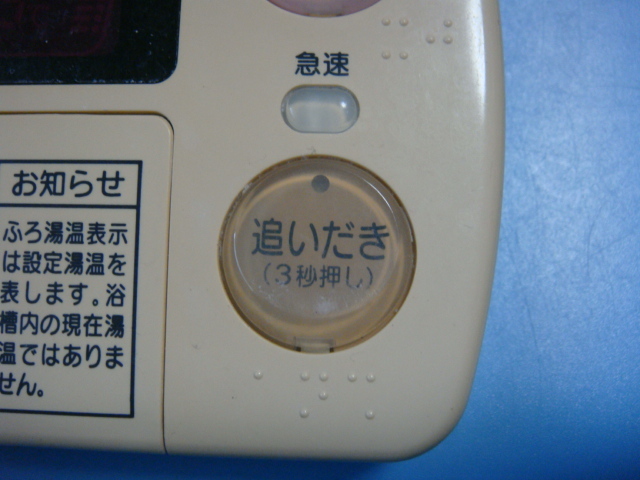 急速
追いだき
(3秒押し)
お知らせ
ふろ湯温表示
は設定湯温を
表します。浴
槽内の現在湯
温ではありま
せん。